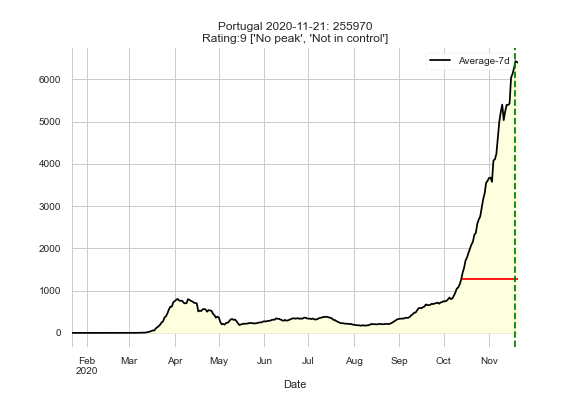 Portugal 2020-11-21: 255970
Rating:9 ['No peak', 'Not in control']
Average-7d
6000
5000
4000
3000
2000
1000
0
Feb Mar Apr May Jun Jul Aug Sep Oct Nov
2020
Date